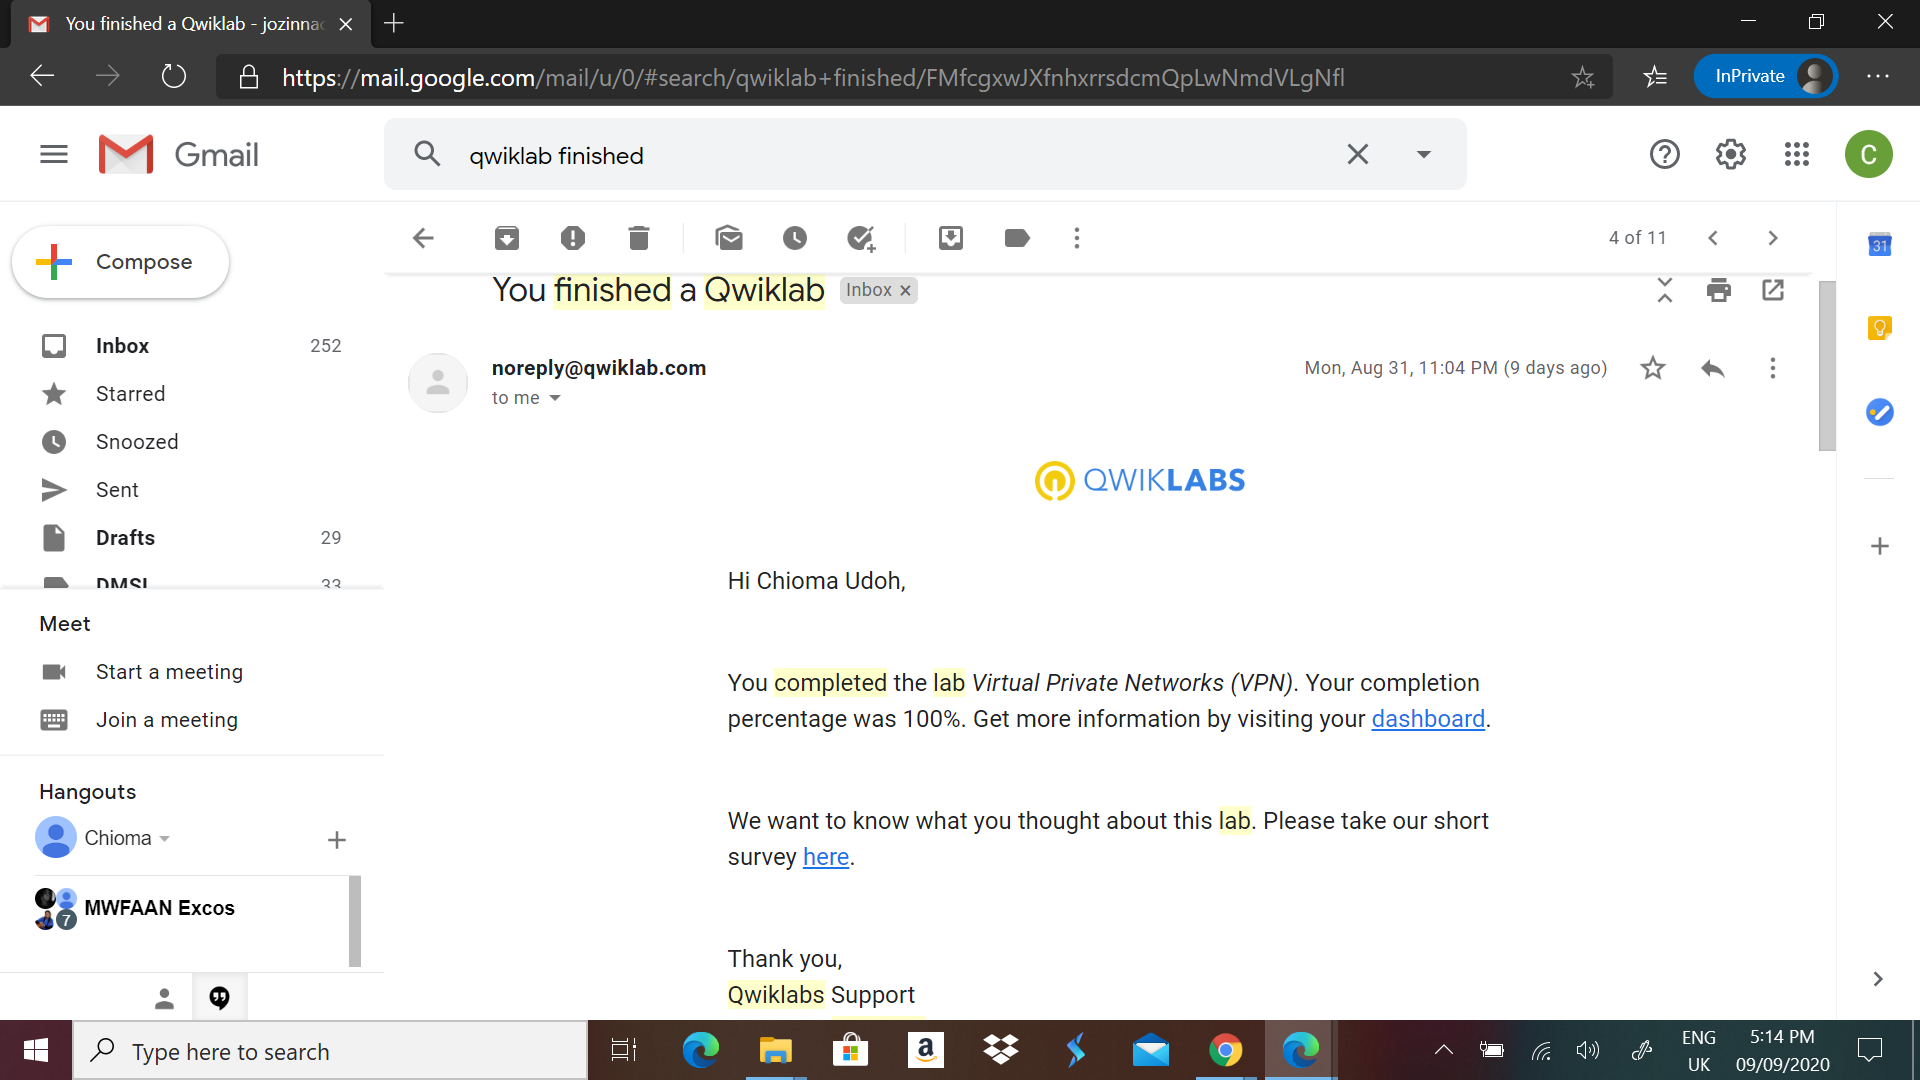 You finished a Qwiklab - jozinnac
https://mail.google.com/mail/u/0/#search/qwiklab+finished/FMfcgxwJXfnhxrrsdcmQpLwNmdVLgNfl
InPrivate
Gmail
qwiklab finished
C
Compose
4 of 11
31
You finished a Qwiklab Inbox ×
Inbox 252
Starred
Snoozed
Sent
Drafts 29
DMSI 33
noreply@qwiklab.com
Mon, Aug 31, 11:04 PM (9 days ago)
to me
QWIKLABS
Hi Chioma Udoh,
You completed the lab Virtual Private Networks (VPN). Your completion
percentage was 100%. Get more information by visiting your dashboard.
We want to know what you thought about this lab. Please take our short
survey here.
Thank you,
Qwiklabs Support
Meet
Start a meeting
Join a meeting
Hangouts
Chioma
7
MWFAAN Excos
Type here to search
a
ENG
UK
5:14 PM
09/09/2020